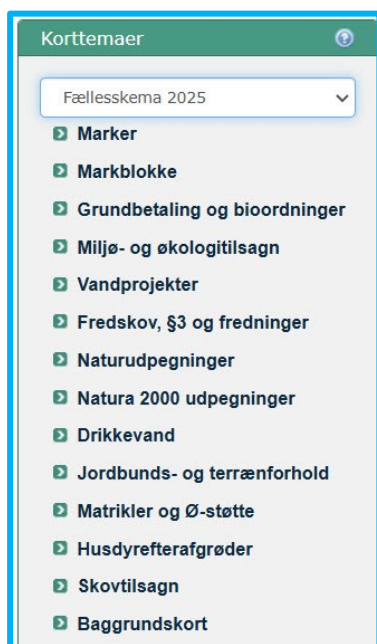 Korttemaer
Fællesskema 2025
Marker
Markblokke
Grundbetaling og bioordninger
Miljø- og økologitilsagn
Vandprojekter
Fredskov, §3 og fredninger
Naturudpegninger
Natura 2000 udpegninger
Drikkevand
Jordbunds- og terrænforhold
Matrikler og Ø-støtte
Husdyrefterafgrøder
Skovtilsagn
Baggrundskort